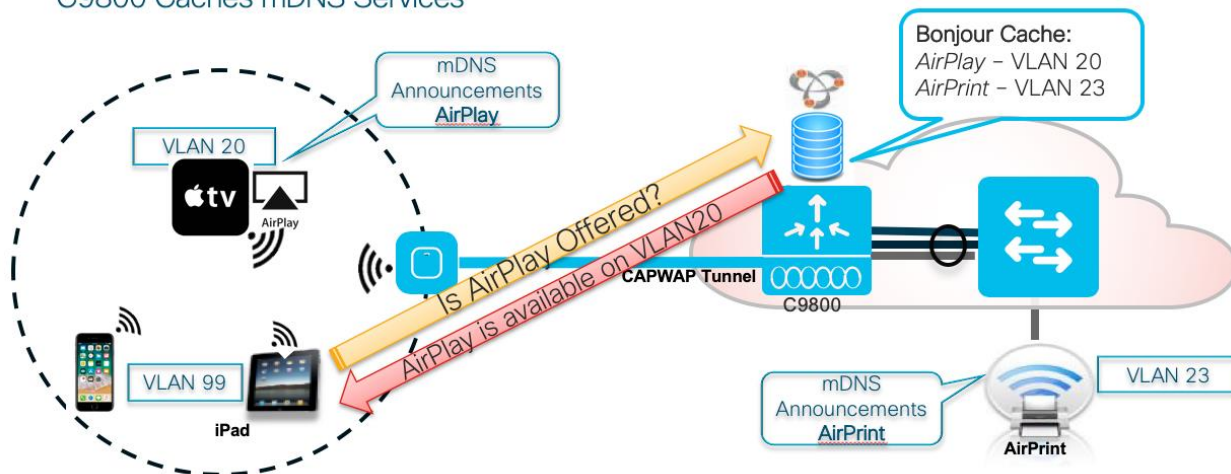 C9800 Caches mDNS Services
Bonjour Cache:
AirPlay – VLAN 20
AirPrint – VLAN 23
mDNS
Announcements
AirPlay
VLAN 20
tv
AirPlay
Is AirPlay Offered?
AirPlay is available on VLAN'20
CAPWAP Tunnel
C9800
VLAN 99
iPad
mDNS
Announcements
AirPrint
VLAN 23
AirPrint